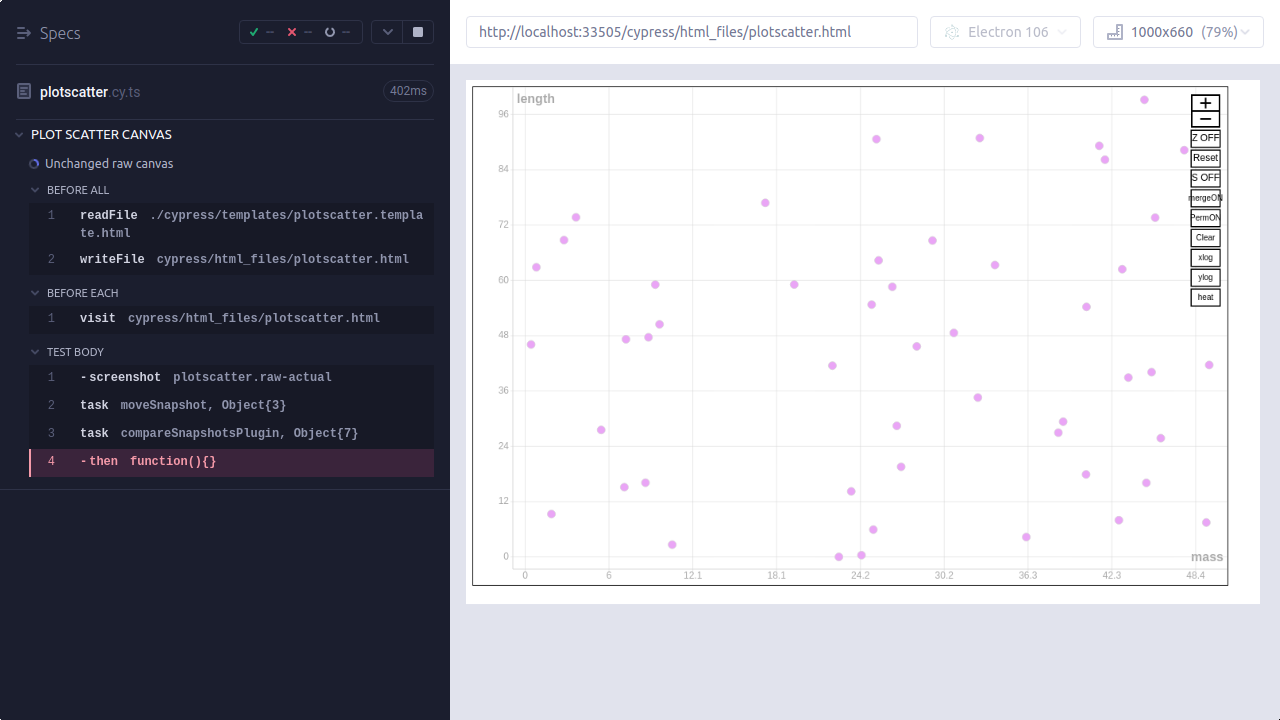 Specs
--
--
--
plotscatter.cy.ts
402ms
PLOT SCATTER CANVAS
Unchanged raw canvas
BEFORE ALL
1 readFile ./cypress/templates/plotscatter.templa
te.html
2 writeFile cypress/html_files/plotscatter.html
BEFORE EACH
1 visit cypress/html_files/plotscatter.html
TEST BODY
1 -screenshot plotscatter.raw-actual
2 task moveSnapshot, Object{3}
3 task compareSnapshotsPlugin, Object{7}
4 -then function(){}
http://localhost:33505/cypress/html_files/plotscatter.html
Electron 106
1000x660 (79%)
length
96
84
72
60
48
36
24
12
0
0 6 12.1 18.1 24.2 30.2 36.3 42.3 48.4
mass
+
−
Z OFF
Reset
S OFF
mergeON
PermON
Clear
xlog
ylog
heat